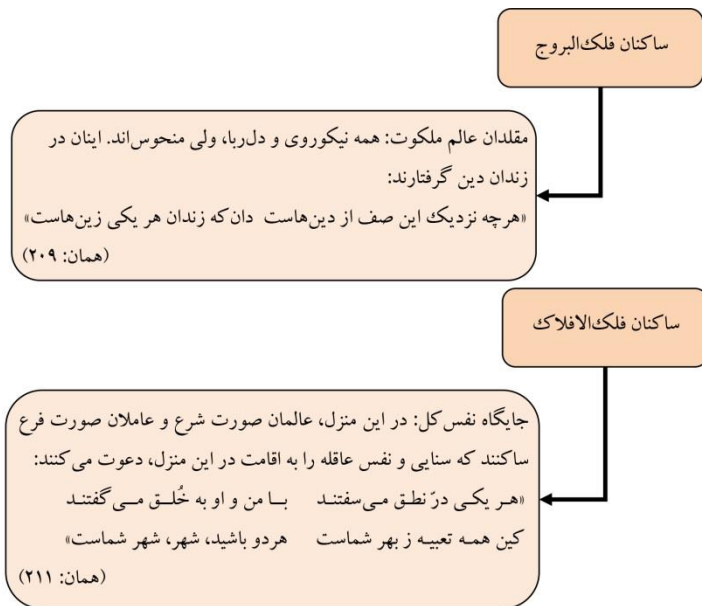 ساکنان فلک‌البروج
مقلدان عالم ملکوت: همه نیکوروی و دل‌ربا، ولی منحوس‌اند. اینان در
زندان دین گرفتارند:
«هرچه نزدیک این صف از دین‌هاست دان‌که زندان هر یکی زین‌هاست»
(همان: ۲۰۹)
ساکنان فلک‌الافلاک
جایگاه نفس‌کل: در این منزل، عالمان صورت شرع و عاملان صورت فرع
ساکنند که سنایی و نفس عاقله را به اقامت در این منزل، دعوت می‌کنند:
«هر یکی درّ نطق می‌سفتند با من و او به خُلق می‌گفتند
کین همه تعبیه ز بهر شماست هردو باشید، شهر، شهر شماست»
(همان: ۲۱۱)